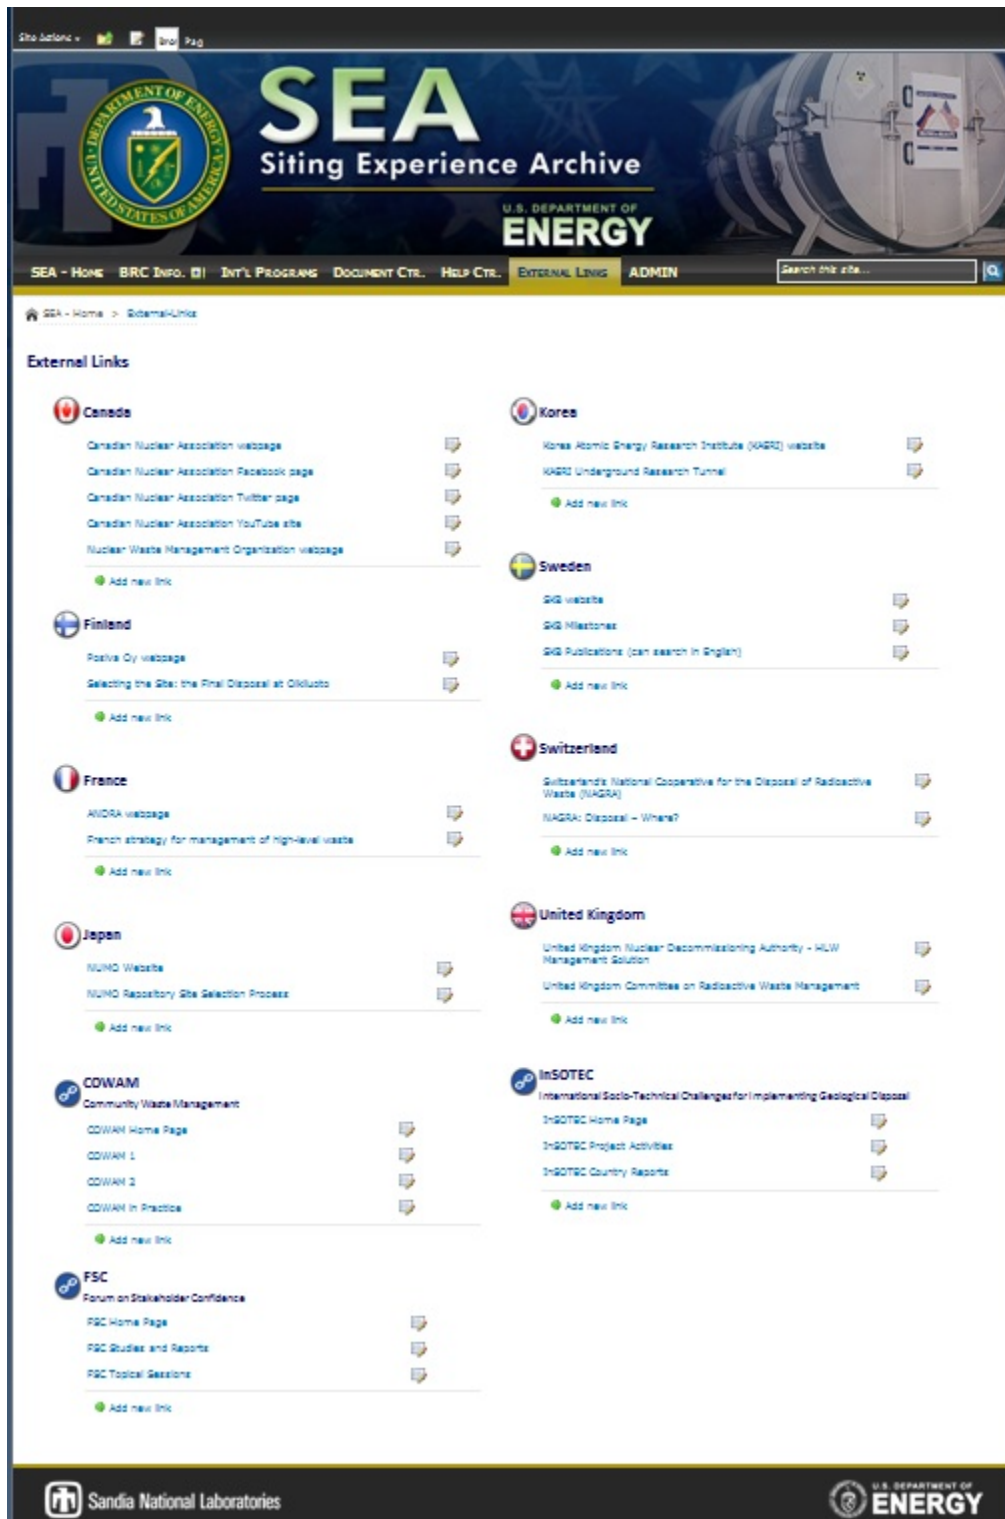 Site Actions
Pag
DEPARTMENT OF ENERGY
UNITED STATES OF AMERICA
SEA
Siting Experience Archive
U.S. DEPARTMENT OF
ENERGY
SEA - Home BRC Info. Int'l Programs Document Ctr. Help Ctr. External Links ADMIN Search this site...
SEA - Home > External-Links
External Links
Canada
Canadian Nuclear Association webpage
Canadian Nuclear Association Facebook page
Canadian Nuclear Association Twitter page
Canadian Nuclear Association YouTube site
Nuclear Waste Management Organization webpage
Add new link
Finland
Posiva Oy webpage
Selecting the Site: the Final Disposal at Olkiluoto
Add new link
France
ANDRA webpage
French strategy for management of high-level waste
Add new link
Japan
NUMO Website
NUMO Repository Site Selection Process
Add new link
COWAM
Community Waste Management
COWAM Home Page
COWAM 1
COWAM 2
COWAM in Practice
Add new link
FSC
Forum on Stakeholder Confidence
FSC Home Page
FSC Studies and Reports
FSC Topical Sessions
Add new link
Korea
Korea Atomic Energy Research Institute (KAERI) website
KAERI Underground Research Tunnel
Add new link
Sweden
SKB website
SKB Milestones
SKB Publications (can search in English)
Add new link
Switzerland
Switzerland's National Cooperative for the Disposal of Radioactive
Waste (NAGRA)
NAGRA: Disposal – Where?
Add new link
United Kingdom
United Kingdom Nuclear Decommissioning Authority - HLW
Management Solution
United Kingdom Committee on Radioactive Waste Management
Add new link
InSOTEC
International Socio-Technical Challenges for Implementing Geological Disposal
InSOTEC Home Page
InSOTEC Project Activities
InSOTEC Country Reports
Add new link
Sandia National Laboratories
U.S. DEPARTMENT OF
ENERGY